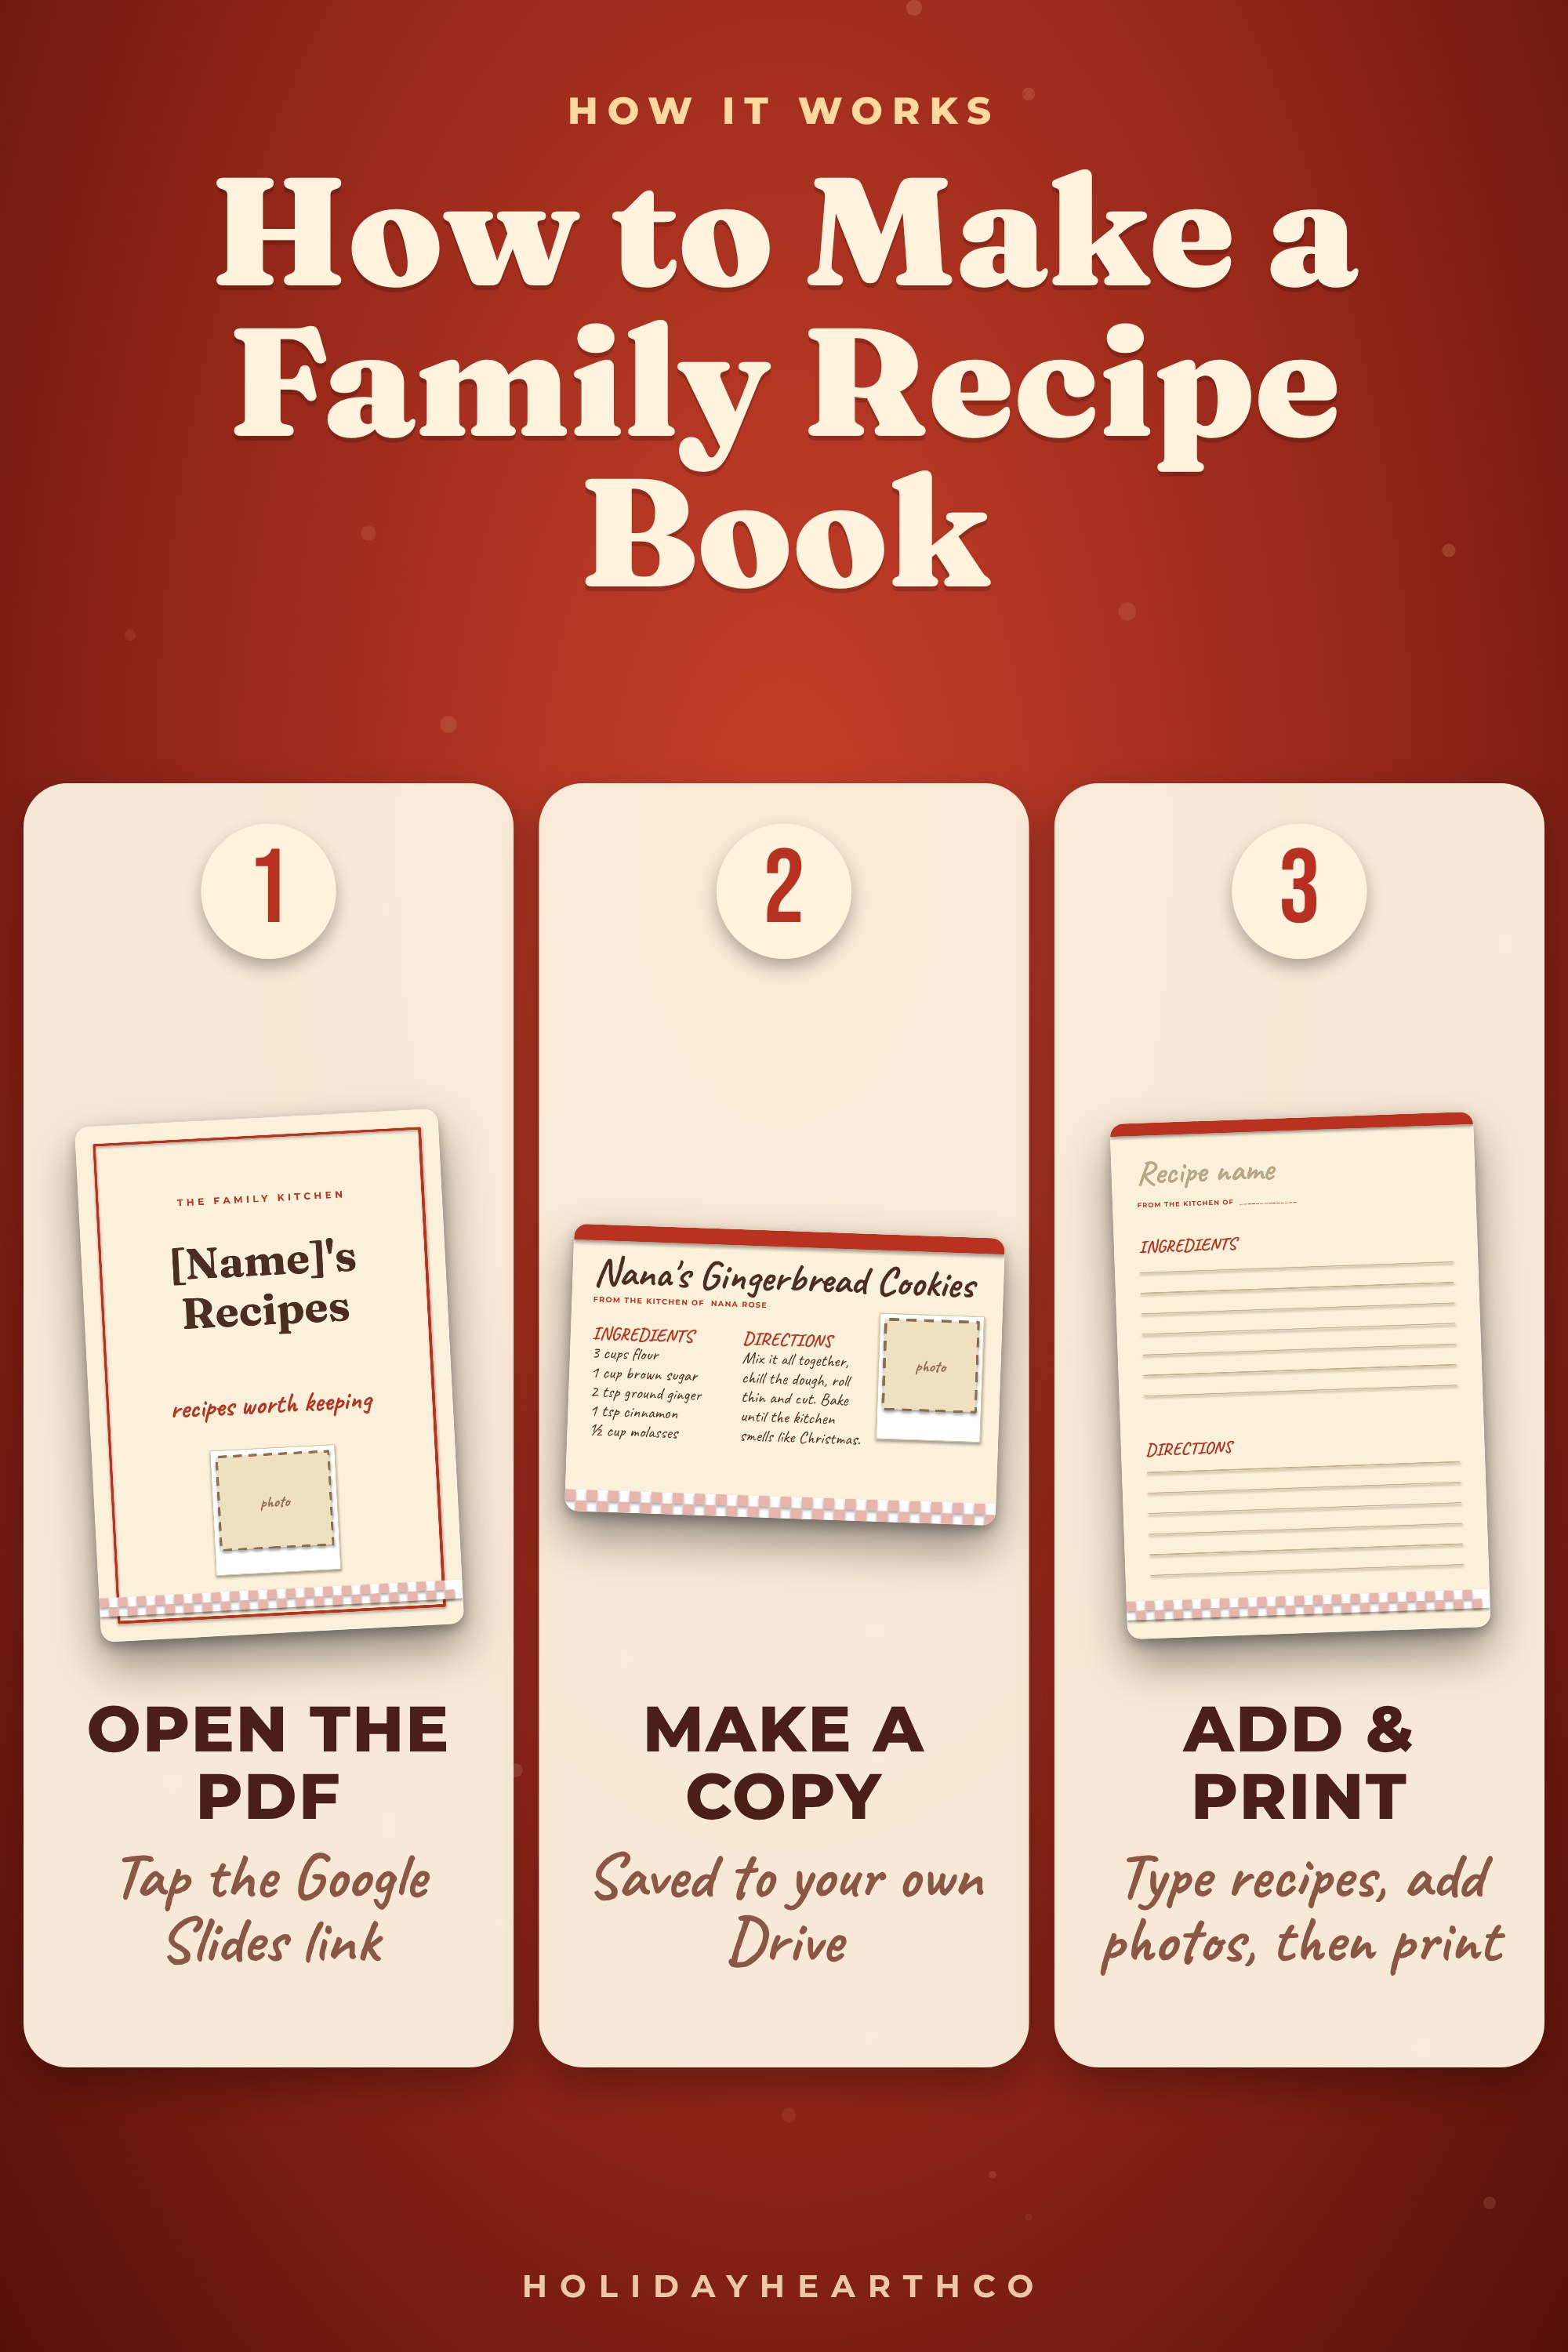 HOW IT WORKS
How to Make a
Family Recipe
Book
1
THE FAMILY KITCHEN
[Name]'s
Recipes
recipes worth keeping
photo
OPEN THE
PDF
Tap the Google
Slides link
2
Nana's Gingerbread Cookies
FROM THE KITCHEN OF NANA ROSE
INGREDIENTS
3 cups flour
1 cup brown sugar
2 tsp ground ginger
1 tsp cinnamon
½ cup molasses
DIRECTIONS
Mix it all together,
chill the dough, roll
thin and cut. Bake
until the kitchen
smells like Christmas.
photo
MAKE A
COPY
Saved to your own
Drive
3
Recipe name
FROM THE KITCHEN OF
INGREDIENTS
DIRECTIONS
ADD &
PRINT
Type recipes, add
photos, then print
HOLIDAYHEARTHCO